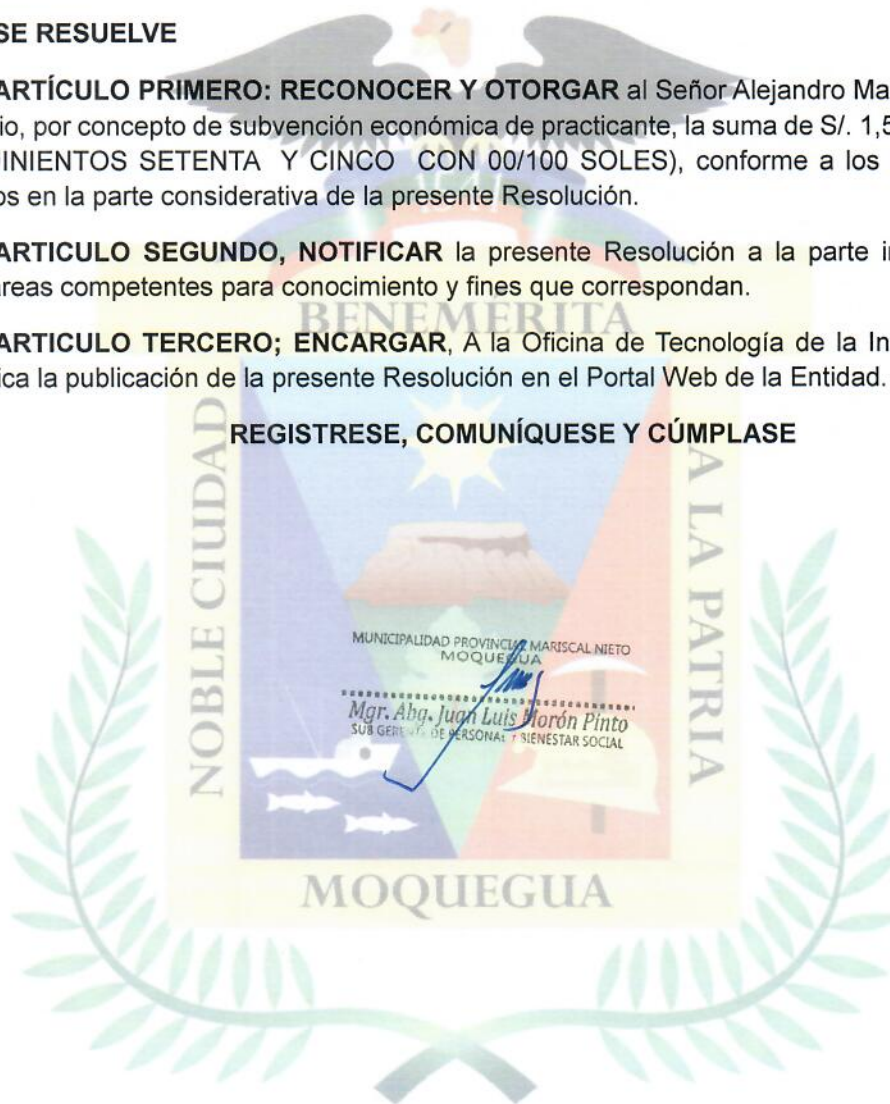 SE RESUELVE
ARTÍCULO PRIMERO: RECONOCER Y OTORGAR al Señor Alejandro Ma
io, por concepto de subvención económica de practicante, la suma de S/. 1,5
INIENTOS SETENTA Y CINCO CON 00/100 SOLES), conforme a los
os en la parte considerativa de la presente Resolución.
ARTICULO SEGUNDO, NOTIFICAR la presente Resolución a la parte in
áreas competentes para conocimiento y fines que correspondan.
ARTICULO TERCERO; ENCARGAR, A la Oficina de Tecnología de la In
ica la publicación de la presente Resolución en el Portal Web de la Entidad.
REGISTRESE, COMUNÍQUESE Y CÚMPLASE
1541
BENEMÉRITA
NOBLE CIUDAD
A LA PATRIA
MUNICIPALIDAD PROVINCIAL MARISCAL NIETO
MOQUEGUA
Mgr. Abg. Juan Luis Morón Pinto
SUB GERENTE DE PERSONAL Y BIENESTAR SOCIAL
MOQUEGUA